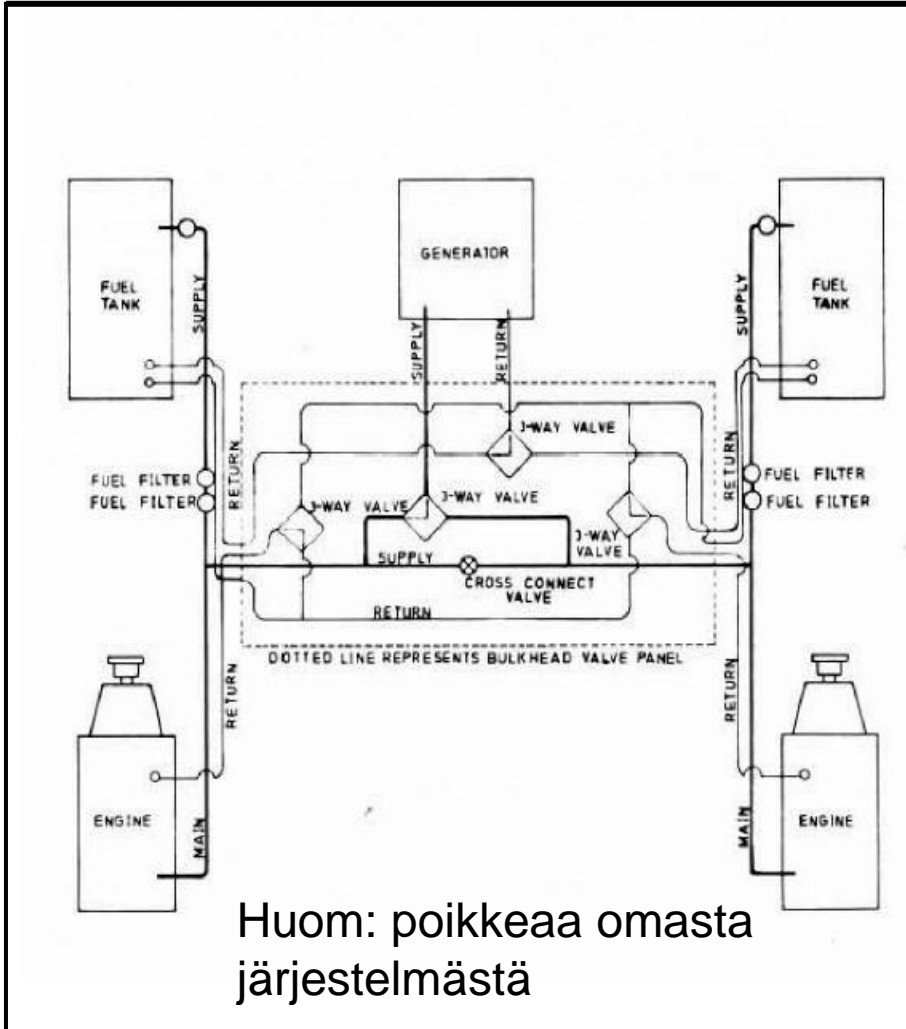 FUEL
TANK
SUPPLY
GENERATOR
SUPPLY
RETURN
FUEL
TANK
SUPPLY
FUEL FILTER
FUEL FILTER
RETURN
3-WAY VALVE
3-WAY VALVE
3-WAY VALVE
3-WAY
VALVE
RETURN
FUEL FILTER
FUEL FILTER
SUPPLY
CROSS CONNECT
VALVE
RETURN
DOTTED LINE REPRESENTS BULKHEAD VALVE PANEL
RETURN
RETURN
ENGINE
MAIN
MAIN
ENGINE
Huom: poikkeaa omasta
järjestelmästä